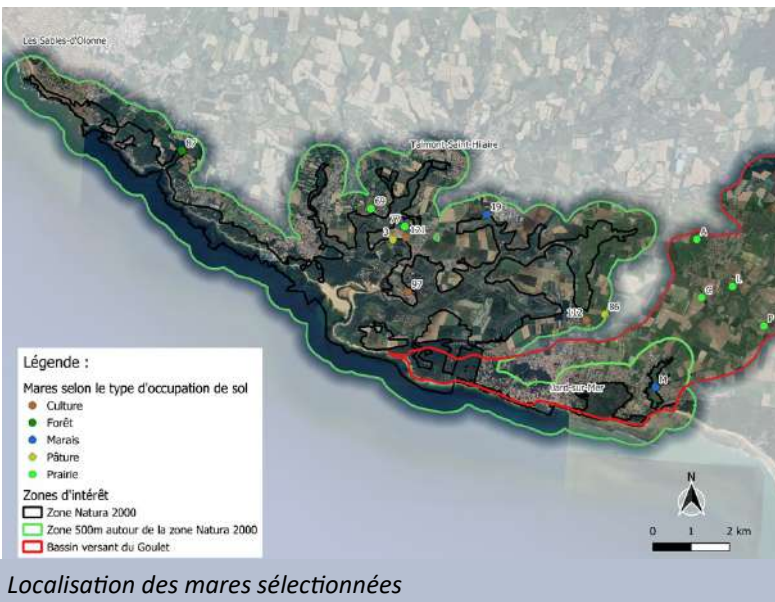 Les Sables-d'Olonne
Talmont-Saint-Hilaire
87
69
19
77
121
3
A
97
L
C
112
86
P
Jard-sur-Mer
M
Légende :
Mares selon le type d'occupation de sol
Culture
Forêt
Marais
Pâture
Prairie
Zones d'intérêt
Zone Natura 2000
Zone 500m autour de la zone Natura 2000
Bassin versant du Goulet
N
0 1 2 km
Localisation des mares sélectionnées